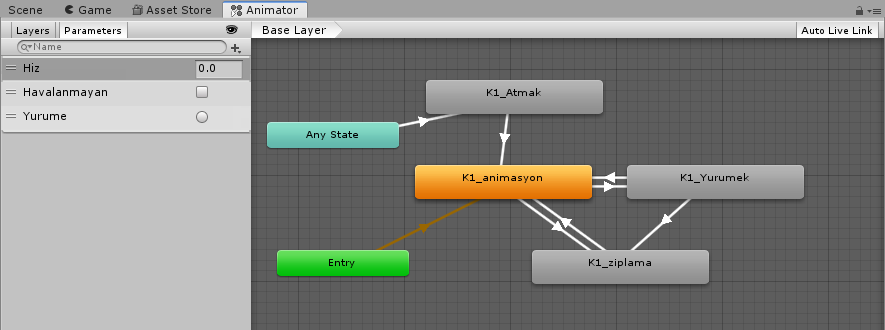 Scene Game Asset Store Animator
Layers Parameters
Base Layer Auto Live Link
Name
Hiz 0.0
Havalanmayan
Yurume
K1_Atmak
Any State
K1_animasyon K1_Yurumek
Entry K1_ziplama